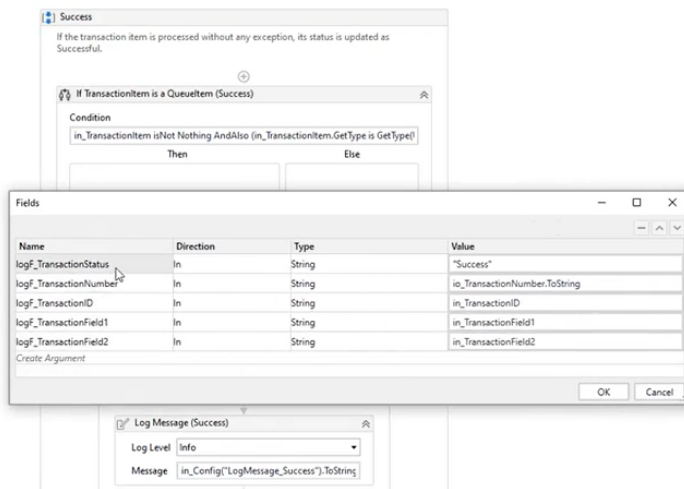 Success
If the transaction item is processed without any exception, its status is updated as
Successful.
If TransactionItem is a QueueItem (Success)
Condition
in_TransactionItem isNot Nothing AndAlso (in_TransactionItem.GetType is GetType(
Then Else
Fields
Name Direction Type Value
logF_TransactionStatus In String "Success"
logF_TransactionNumber In String io_TransactionNumber.ToString
logF_TransactionID In String in_TransactionID
logF_TransactionField1 In String in_TransactionField1
logF_TransactionField2 In String in_TransactionField2
Create Argument
OK Cancel
Log Message (Success)
Log Level Info
Message in_Config("LogMessage_Success").ToString